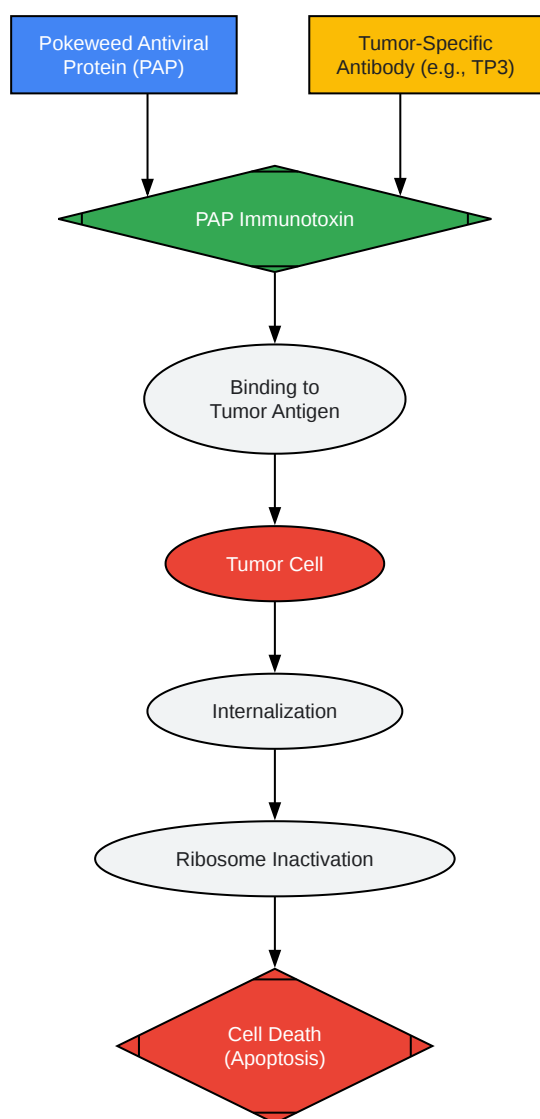 Pokeweed Antiviral
Protein (PAP)
Tumor-Specific
Antibody (e.g., TP3)
PAP Immunotoxin
Binding to
Tumor Antigen
Tumor Cell
Internalization
Ribosome Inactivation
Cell Death
(Apoptosis)